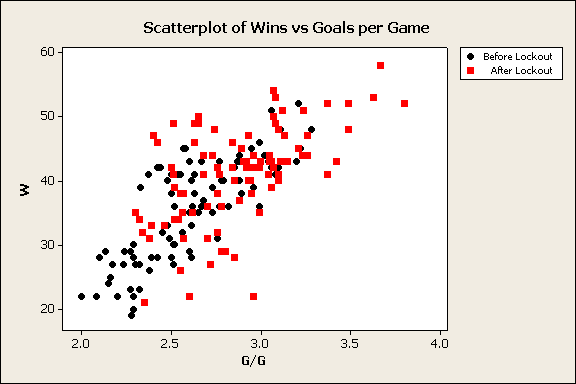 Scatterplot of Wins vs Goals per Game
Before Lockout
After Lockout
60
50
40
30
20
W
2.0 2.5 3.0 3.5 4.0
G/G